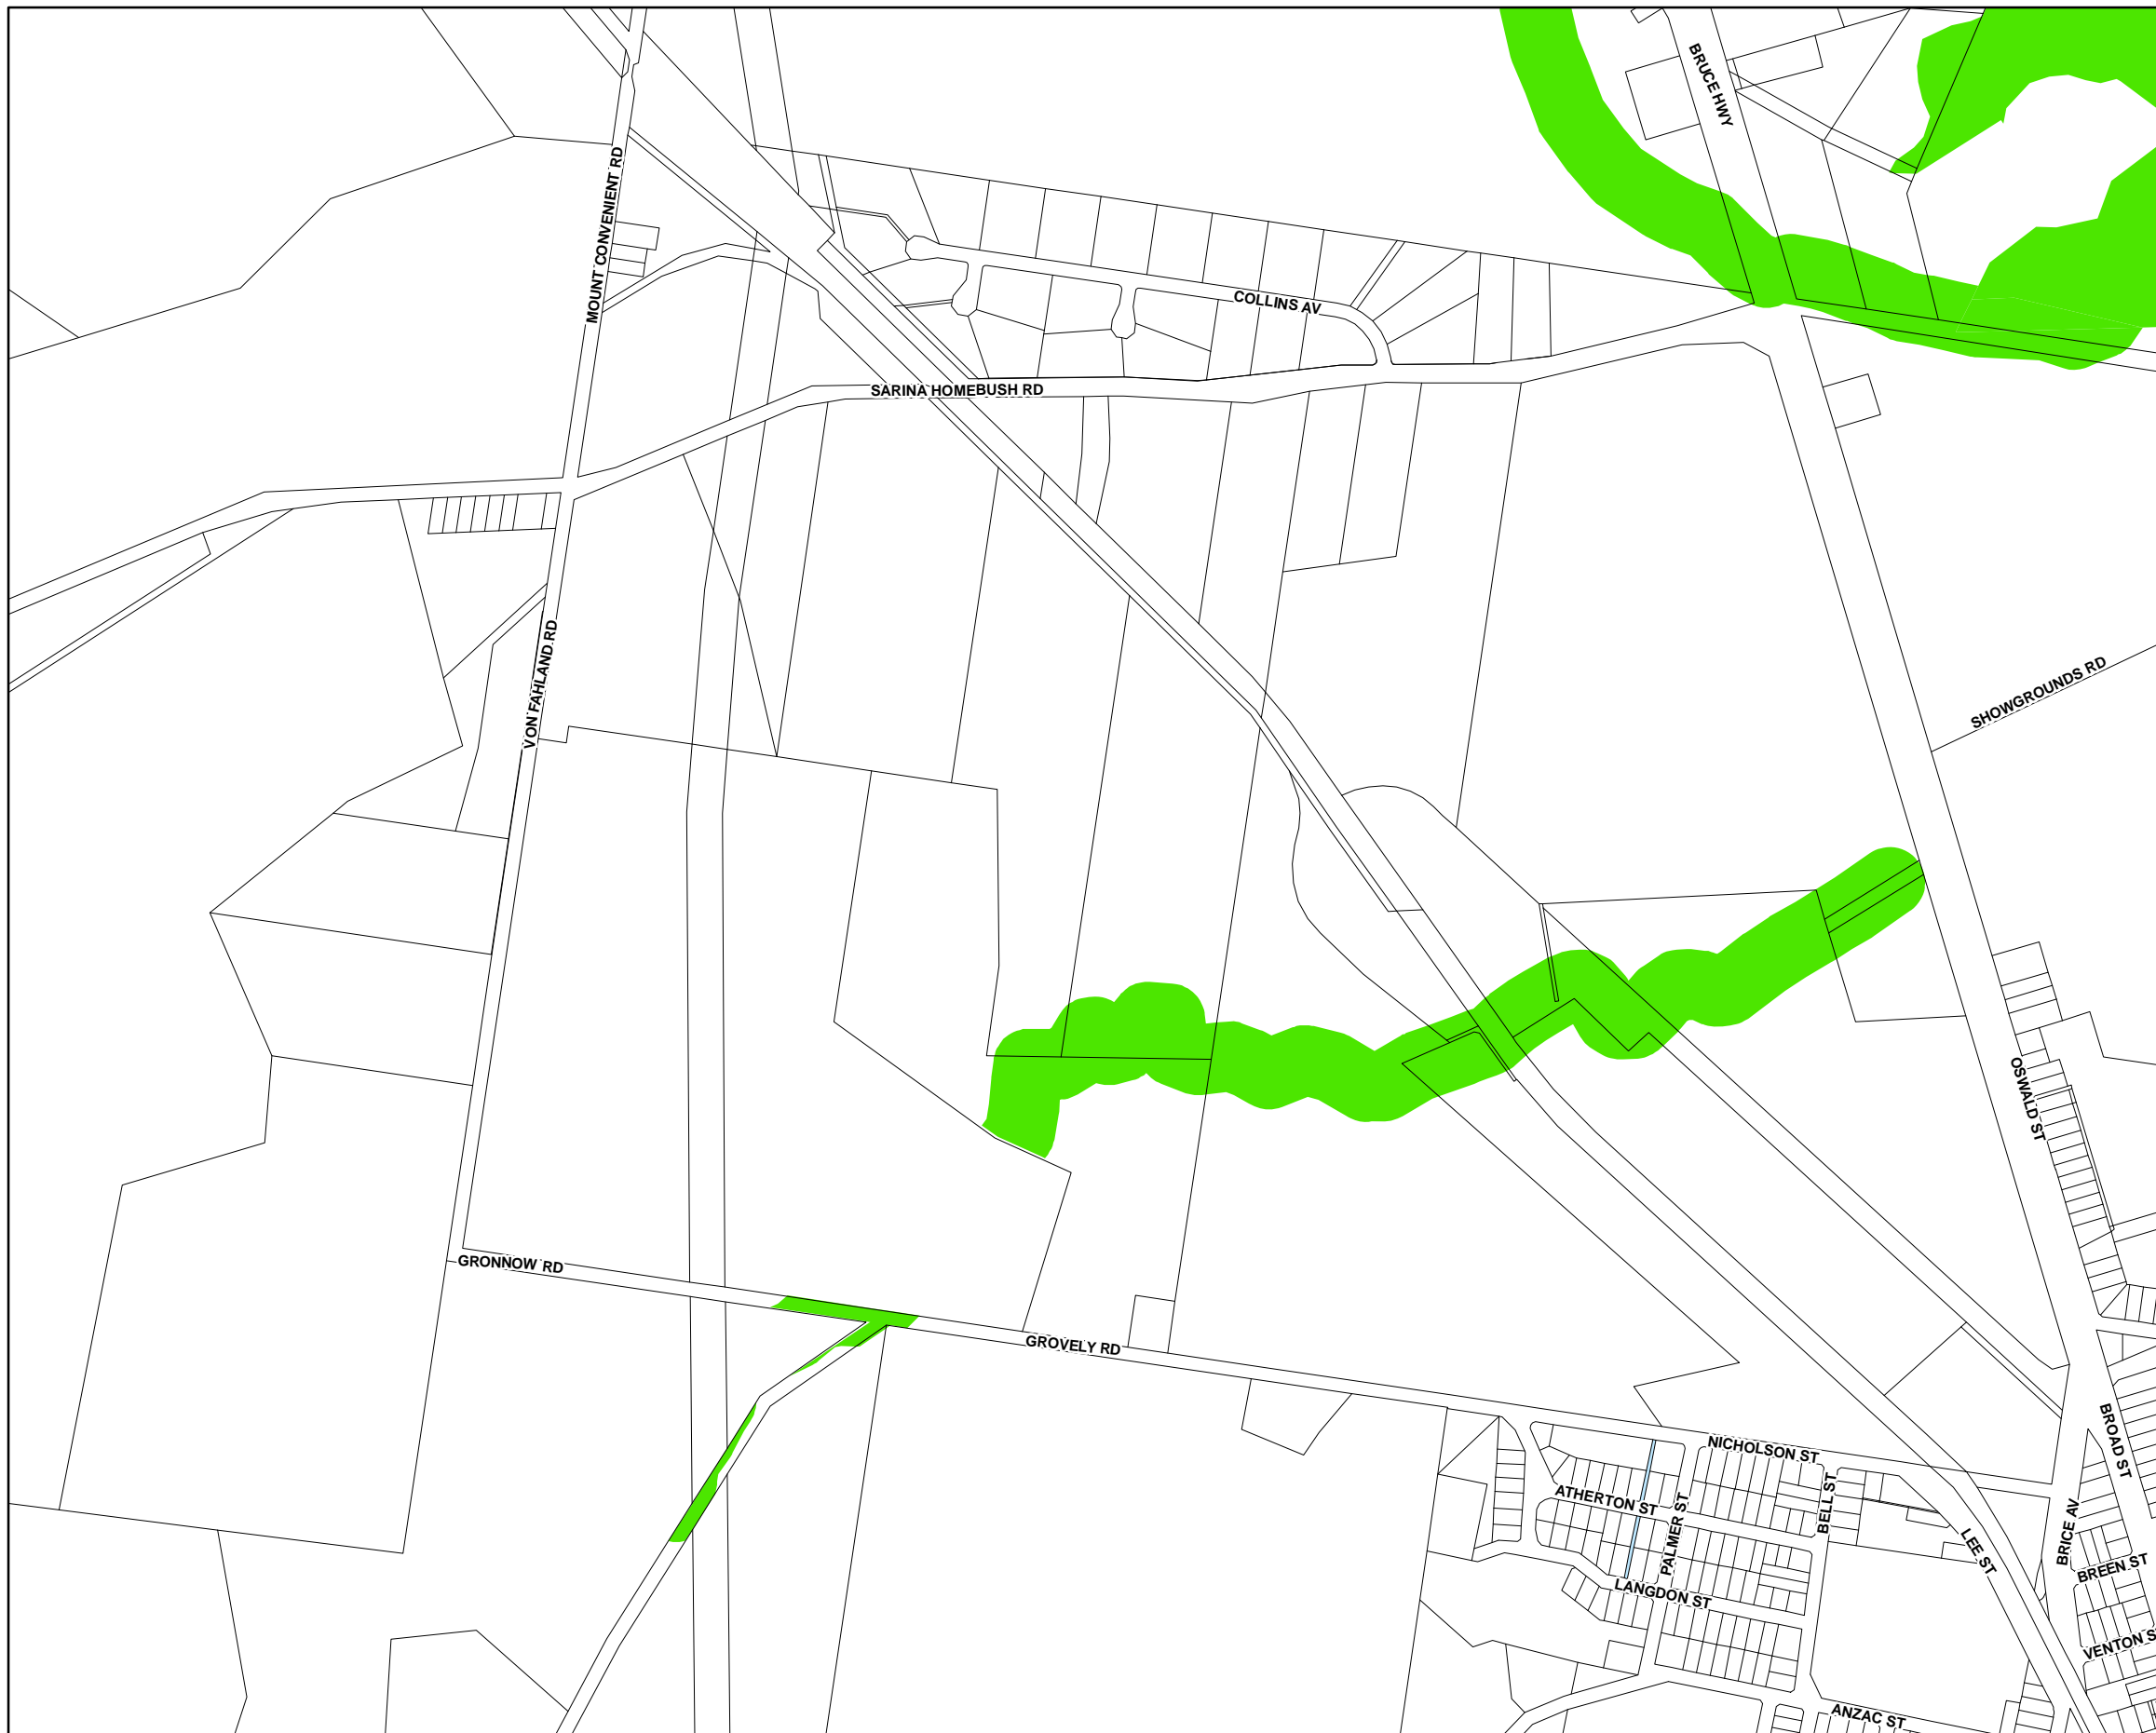 BRUCE HWY
MOUNT CONVENIENT RD
COLLINS AV
SARINA HOMEBUSH RD
VON FAHLAND RD
SHOWGROUNDS RD
OSWALD ST
GRONNOW RD
GROVELY RD
BROAD ST
NICHOLSON ST
ATHERTON ST
PALMER ST
BELL ST
BRICE AV
LEE ST
BREEN ST
LANGDON ST
VENTON S
ANZAC ST